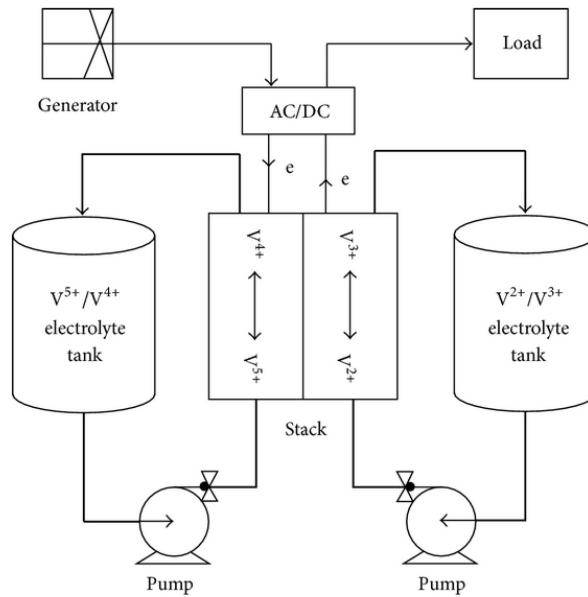 Load
Generator
AC/DC
e
e
V⁴⁺
V³⁺
V⁵⁺/V⁴⁺
electrolyte
tank
V²⁺/V³⁺
electrolyte
tank
V⁵⁺
V²⁺
Stack
Pump
Pump